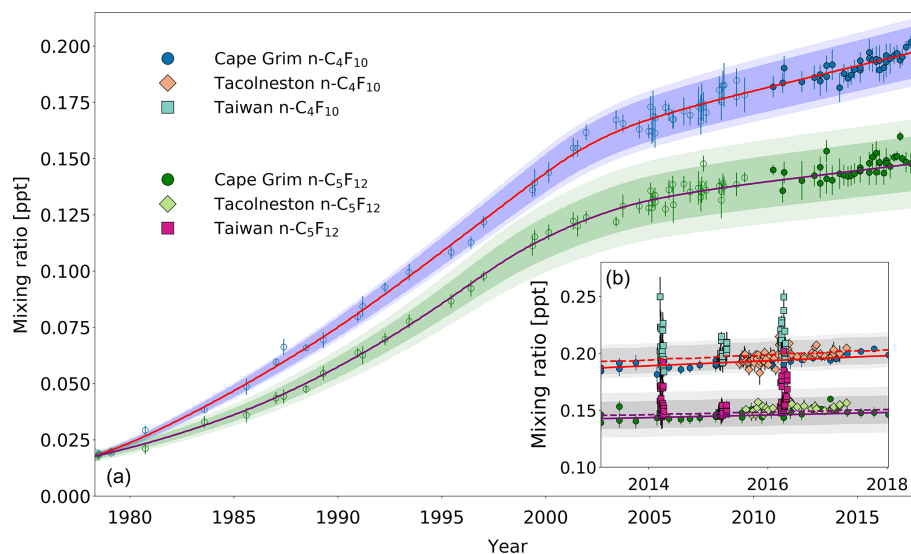 0.200
0.175
0.150
0.125
0.100
0.075
0.050
0.025
0.000
Mixing ratio [ppt]
Cape Grim n-C₄F₁₀
Tacolneston n-C₄F₁₀
Taiwan n-C₄F₁₀
Cape Grim n-C₅F₁₂
Tacolneston n-C₅F₁₂
Taiwan n-C₅F₁₂
(a)
1980 1985 1990 1995 2000 2005 2010 2015
Year
(b)
Mixing ratio [ppt]
0.25
0.20
0.15
0.10
2014 2016 2018